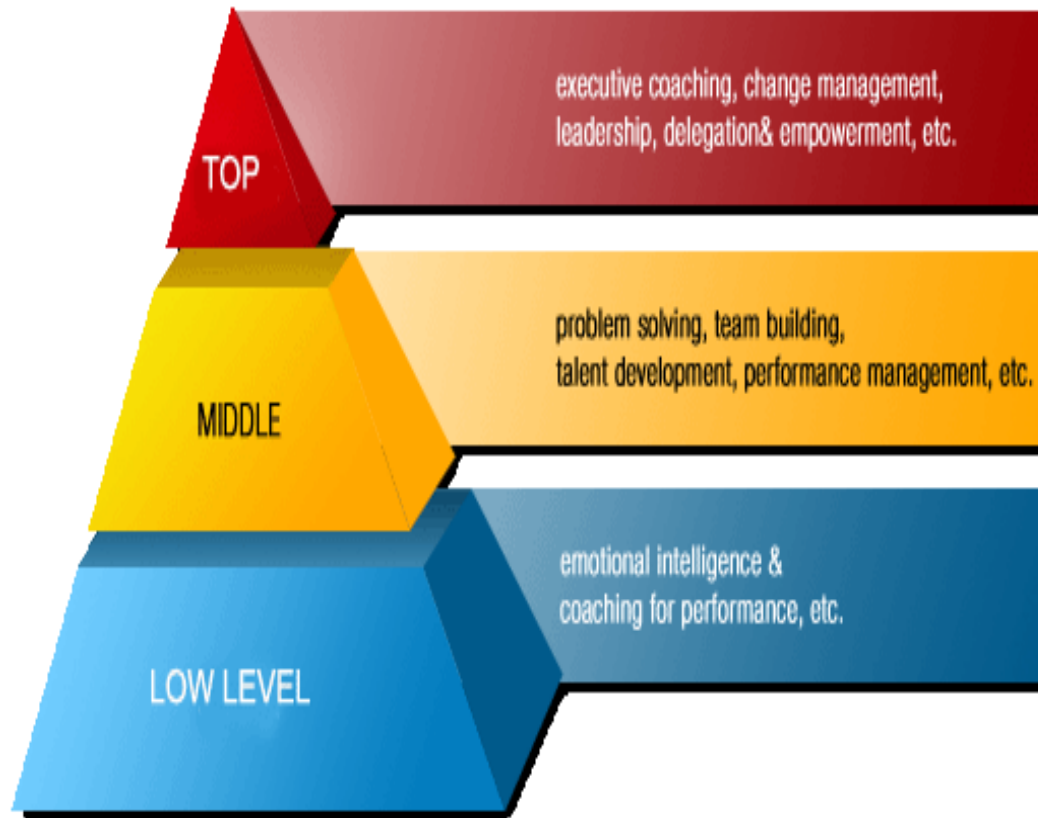 TOP
executive coaching, change management,
leadership, delegation& empowerment, etc.
MIDDLE
problem solving, team building,
talent development, performance management, etc.
LOW LEVEL
emotional intelligence &
coaching for performance, etc.